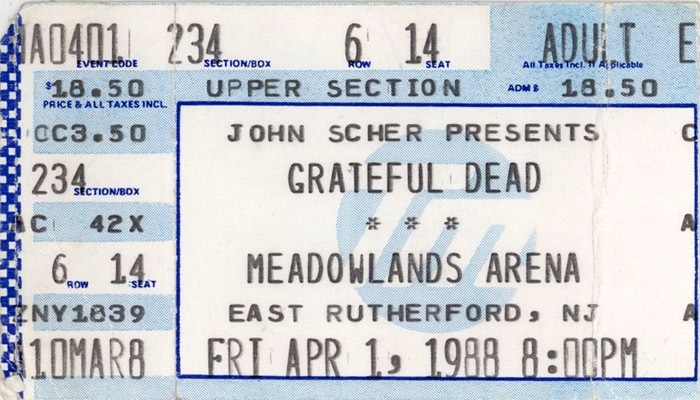 NA0401 234 6 14 ADULT E
EVENT CODE SECTION/BOX ROW SEAT All Taxes Incl. If Applicable
$18.50 UPPER SECTION ADM $ 18.50
PRICE & ALL TAXES INCL.
CC3.50 JOHN SCHER PRESENTS C
234 SECTION/BOX GRATEFUL DEAD
AC 42X * * * A
6 ROW 14 SEAT MEADOWLANDS ARENA
ZNY1839 EAST RUTHERFORD, NJ A
10MAR8 FRI APR 1, 1988 8:00PM